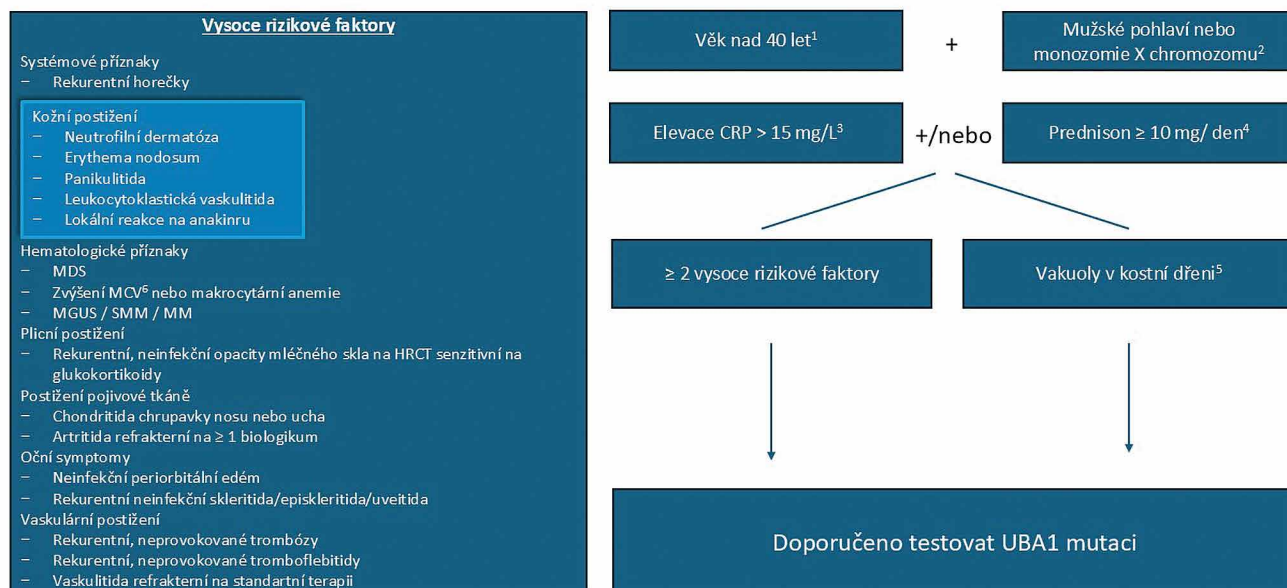 Vysoce rizikové faktory
Systémové příznaky
– Rekurentní horečky
Kožní postižení
– Neutrofilní dermatóza
– Erythema nodosum
– Panikulitida
– Leukocytoklastická vaskulitida
– Lokální reakce na anakinru
Hematologické příznaky
– MDS
– Zvýšení MCV⁶ nebo makrocytární anemie
– MGUS / SMM / MM
Plicní postižení
– Rekurentní, neinfekční opacity mléčného skla na HRCT senzitivní na
glukokortikoidy
Postižení pojivové tkáně
– Chondritida chrupavky nosu nebo ucha
– Artritida refrakterní na ≥ 1 biologikum
Oční symptomy
– Neinfekční periorbitální edém
– Rekurentní neinfekční skleritida/episkleritida/uveitida
Vaskulární postižení
– Rekurentní, neprovokované trombózy
– Rekurentní, neprovokované tromboflebitidy
– Vaskulitida refrakterní na standartní terapii
Věk nad 40 let¹
+
Mužské pohlaví nebo
monozomie X chromozomu²
Elevace CRP > 15 mg/L³
+/nebo
Prednison ≥ 10 mg/ den⁴
≥ 2 vysoce rizikové faktory
Vakuoly v kostní dřeni⁵
Doporučeno testovat UBA1 mutaci